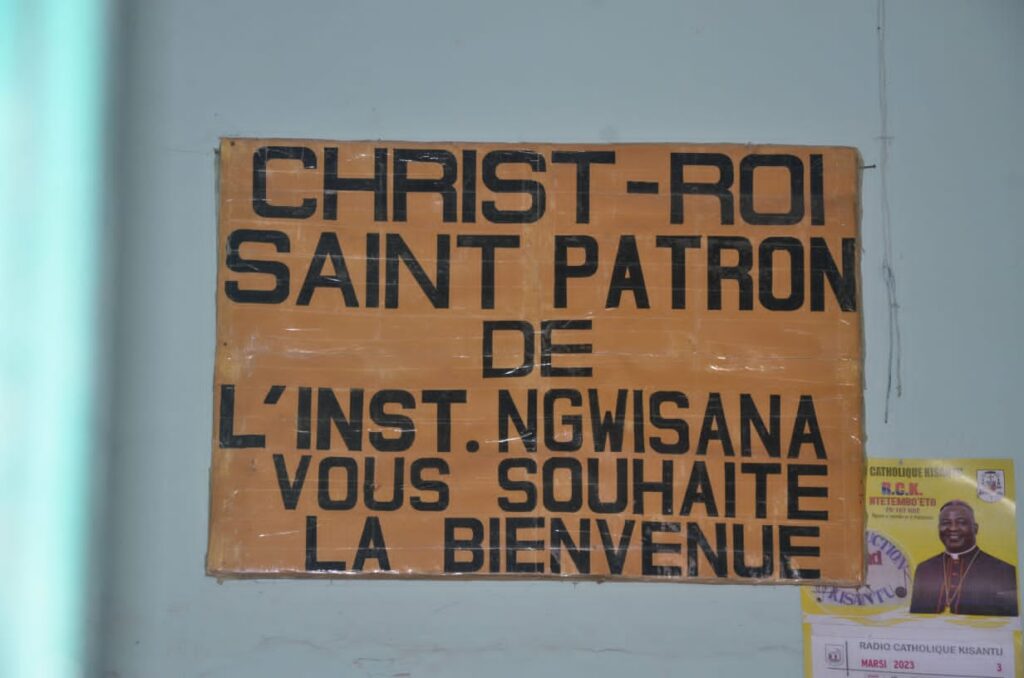 CHRIST-ROI
SAINT PATRON
DE
L'INST. NGWISANA
VOUS SOUHAITE
LA BIENVENUE
CATHOLIQUE KISANTU
R.C.K.
NTETEMBO'ETO
KISANTU
RADIO CATHOLIQUE KISANTU
MARSI 2023 3